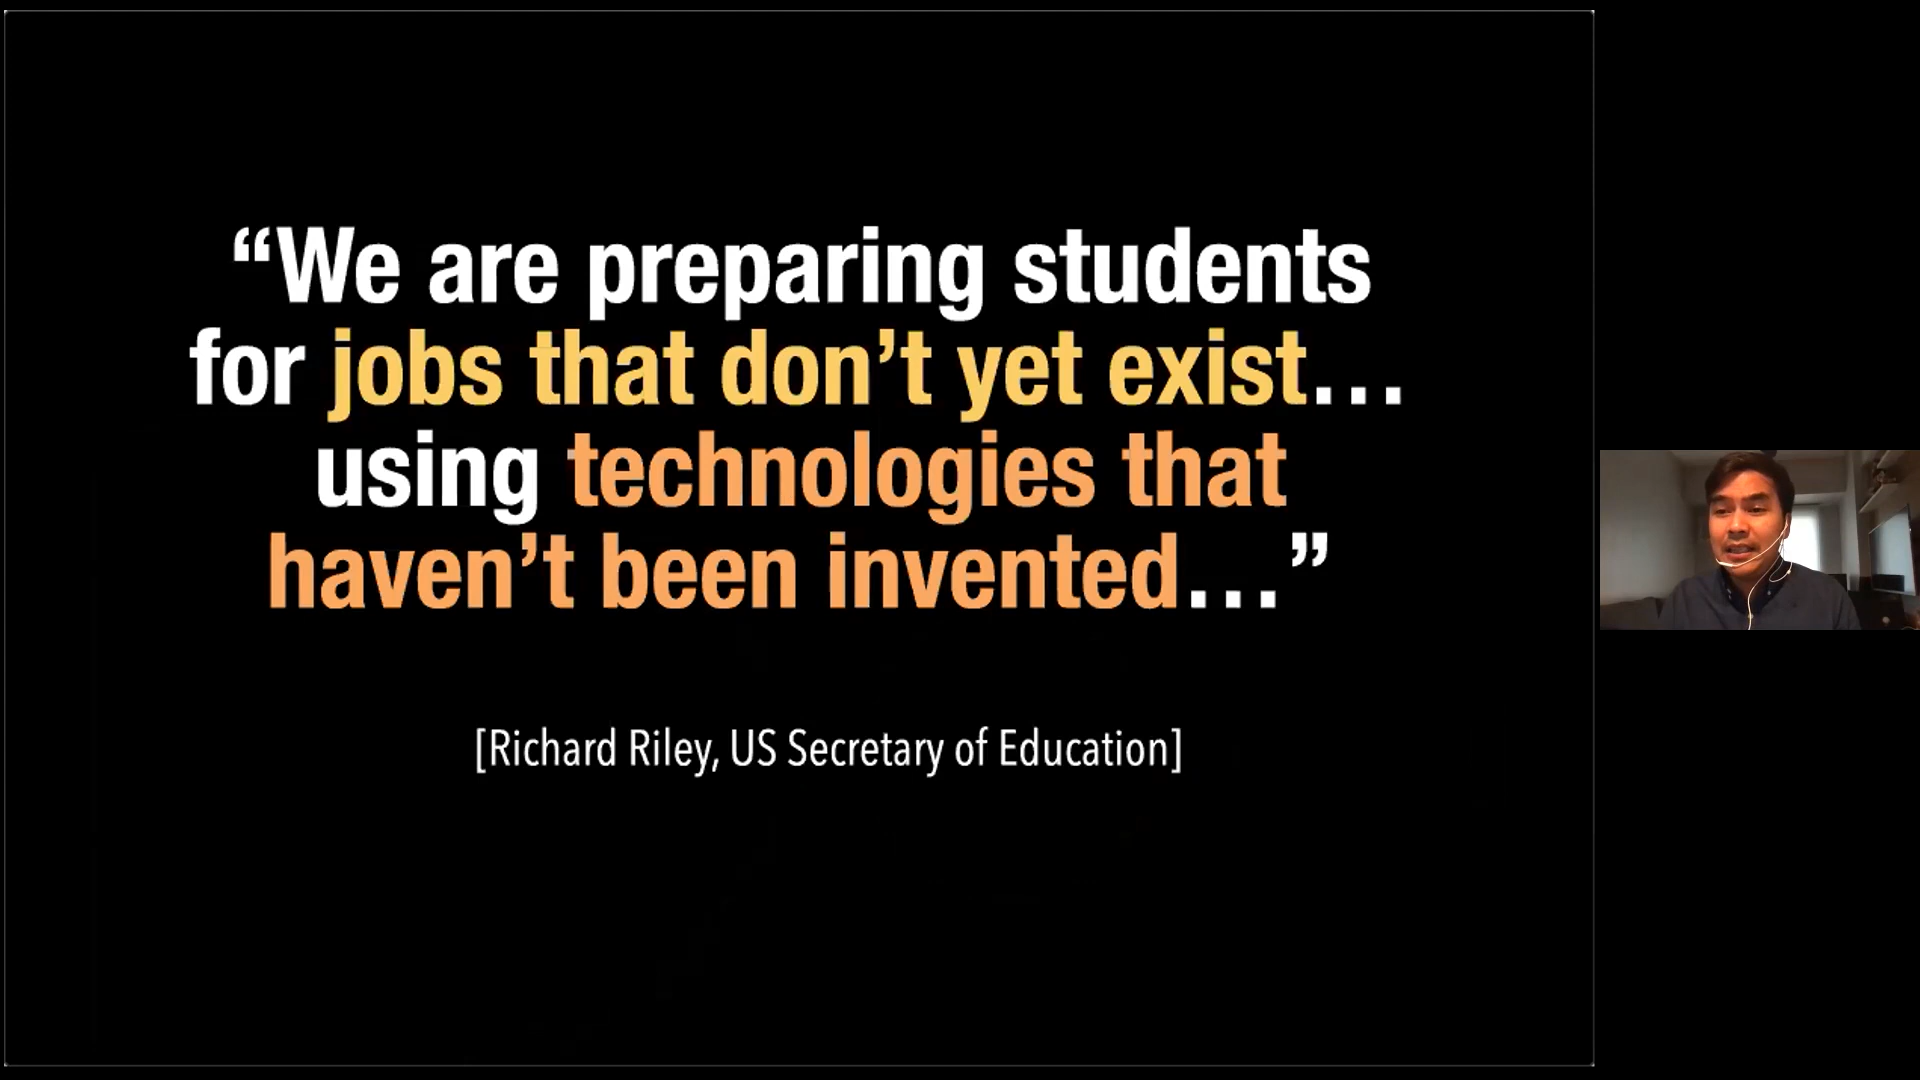 “We are preparing students
for jobs that don’t yet exist…
using technologies that
haven’t been invented…”
[Richard Riley, US Secretary of Education]